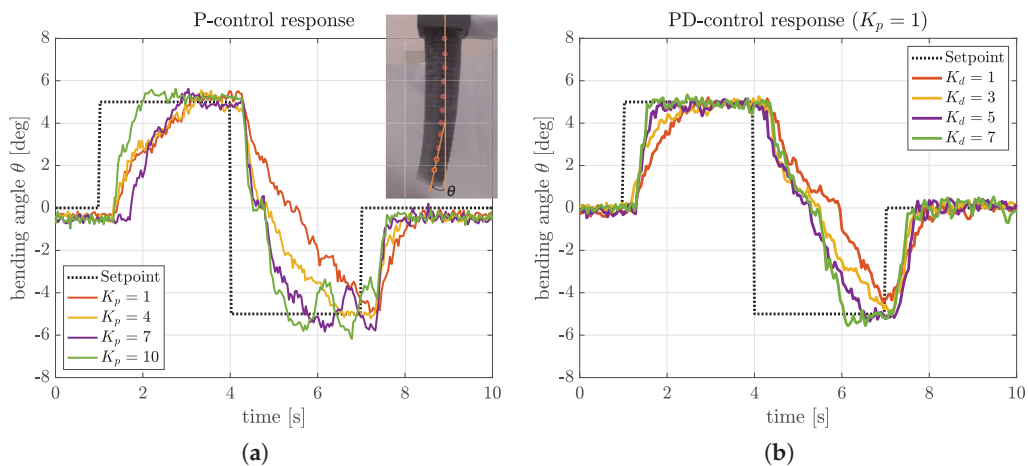 P-control response
8
6
4
2
0
-2
-4
-6
-8
bending angle θ [deg]
θ
Setpoint
K_p = 1
K_p = 4
K_p = 7
K_p = 10
0 2 4 6 8 10
time [s]
(a)
PD-control response (K_p = 1)
8
6
4
2
0
-2
-4
-6
-8
bending angle θ [deg]
Setpoint
K_d = 1
K_d = 3
K_d = 5
K_d = 7
0 2 4 6 8 10
time [s]
(b)